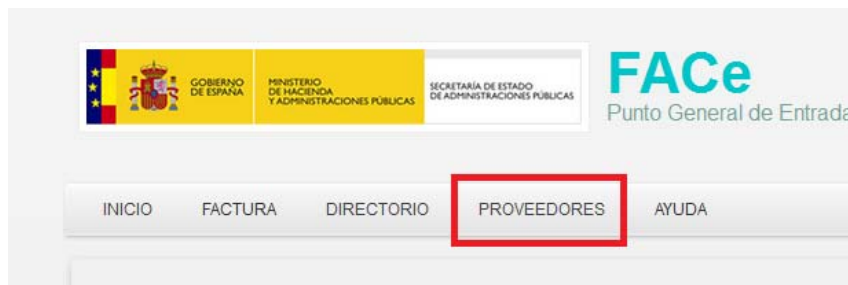 GOBIERNO
DE ESPAÑA
MINISTERIO
DE HACIENDA
Y ADMINISTRACIONES PÚBLICAS
SECRETARÍA DE ESTADO
DE ADMINISTRACIONES PÚBLICAS
FACe
Punto General de Entrada
INICIO FACTURA DIRECTORIO PROVEEDORES AYUDA